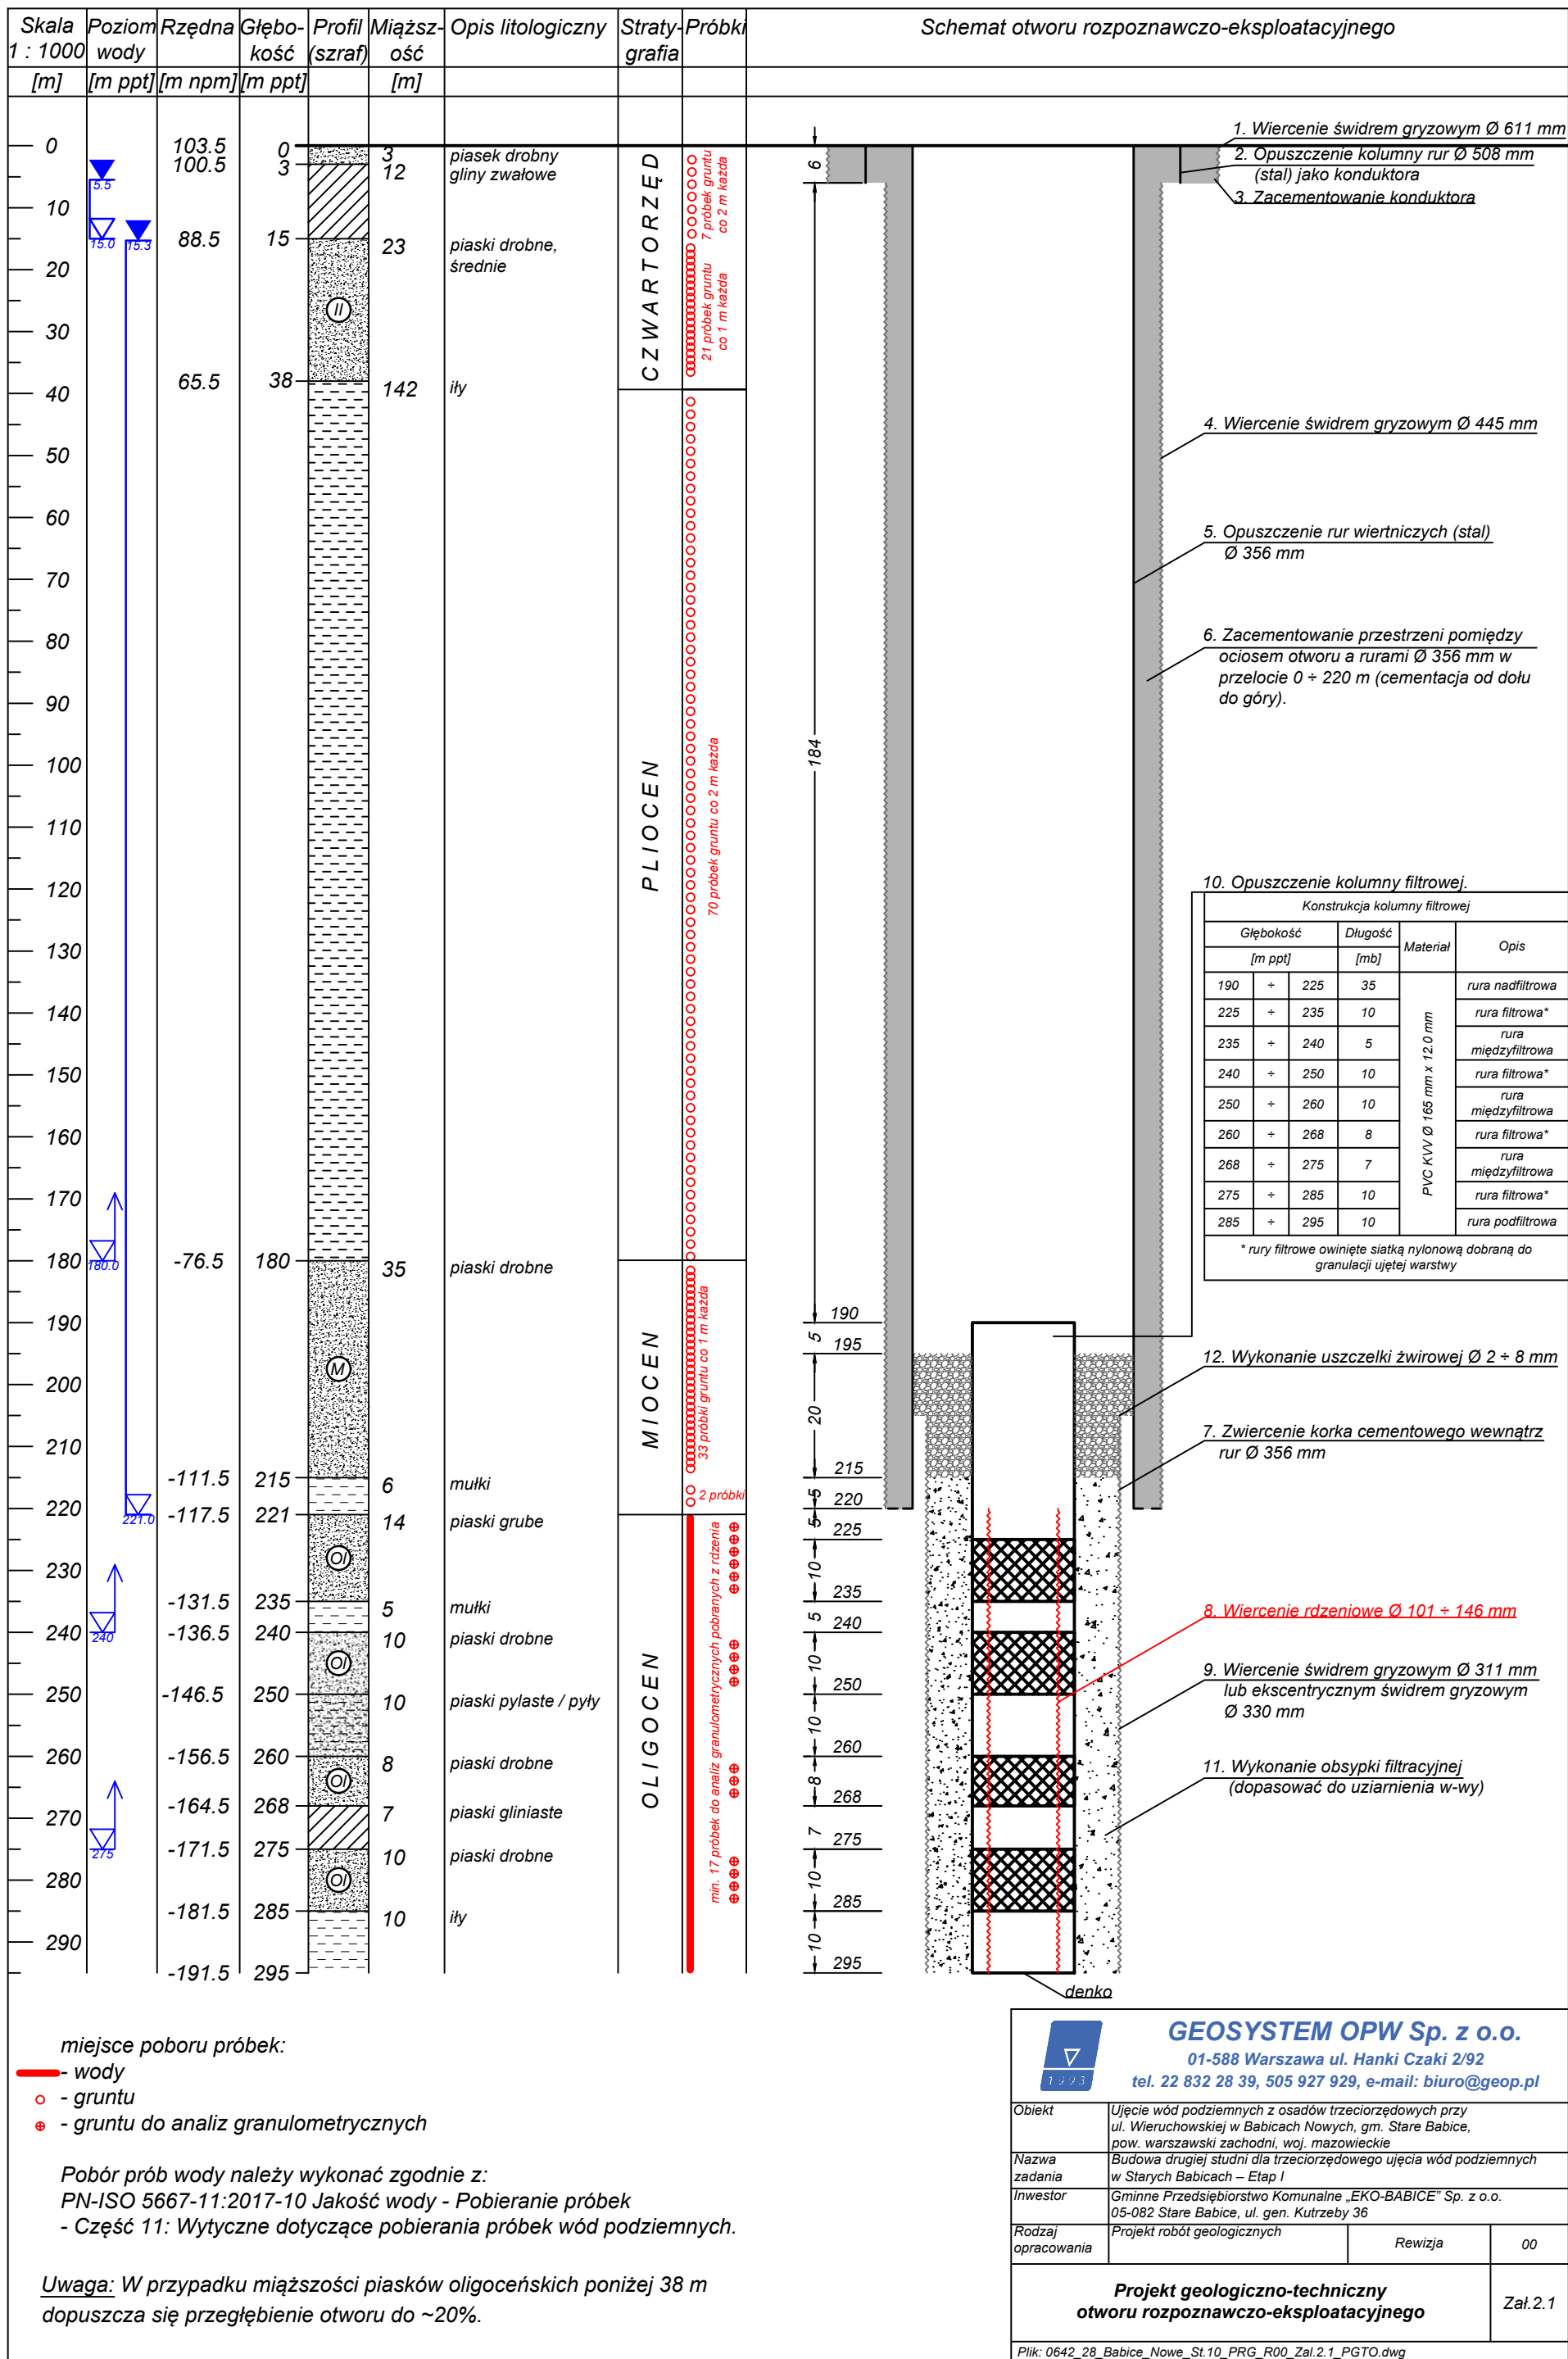 Skala
1 : 1000
[m]
Poziom
wody
[m ppt]
Rzędna
[m npm]
Głębo-
kość
[m ppt]
Profil
(szraf)
Miąższ-
ość
[m]
Opis litologiczny
Straty-
grafia
Próbki
Schemat otworu rozpoznawczo-eksploatacyjnego
0
10
20
30
40
50
60
70
80
90
100
110
120
130
140
150
160
170
180
190
200
210
220
230
240
250
260
270
280
290
5.5
15.0
15.3
180.0
221.0
240
275
103.5 0 3 piasek drobny
100.5 3 12 gliny zwałowe
88.5 15 23 piaski drobne,
średnie
II
65.5 38 142 iły
-76.5 180 35 piaski drobne
M
-111.5 215 6 mułki
-117.5 221 14 piaski grube
Ol
-131.5 235 5 mułki
-136.5 240 10 piaski drobne
Ol
-146.5 250 10 piaski pylaste / pyły
-156.5 260 8 piaski drobne
Ol
-164.5 268 7 piaski gliniaste
-171.5 275 10 piaski drobne
Ol
-181.5 285 10 iły
-191.5 295
CZWARTORZĘD
PLIOCEN
MIOCEN
OLIGOCEN
7 próbek gruntu
co 2 m każda
21 próbek gruntu
co 1 m każda
70 próbek gruntu co 2 m każda
33 próbki gruntu co 1 m każda
2 próbki
min. 17 próbek do analiz granulometrycznych pobranych z rdzenia
6
184
190
5
195
20
215
5
220
5
225
10
235
5
240
10
250
10
260
8
268
7
275
10
285
10
295
denko
1. Wiercenie świdrem gryzowym Ø 611 mm
2. Opuszczenie kolumny rur Ø 508 mm
(stal) jako konduktora
3. Zacementowanie konduktora
4. Wiercenie świdrem gryzowym Ø 445 mm
5. Opuszczenie rur wiertniczych (stal)
Ø 356 mm
6. Zacementowanie przestrzeni pomiędzy
ociosem otworu a rurami Ø 356 mm w
przelocie 0 ÷ 220 m (cementacja od dołu
do góry).
10. Opuszczenie kolumny filtrowej.
Konstrukcja kolumny filtrowej
Głębokość Długość Materiał Opis
[m ppt] [mb]
190 ÷ 225 35 rura nadfiltrowa
225 ÷ 235 10 rura filtrowa*
235 ÷ 240 5 rura
międzyfiltrowa
240 ÷ 250 10 rura filtrowa*
250 ÷ 260 10 rura
międzyfiltrowa
260 ÷ 268 8 rura filtrowa*
268 ÷ 275 7 rura
międzyfiltrowa
275 ÷ 285 10 rura filtrowa*
285 ÷ 295 10 rura podfiltrowa
PVC KVV Ø 165 mm x 12.0 mm
* rury filtrowe owinięte siatką nylonową dobraną do
granulacji ujętej warstwy
12. Wykonanie uszczelki żwirowej Ø 2 ÷ 8 mm
7. Zwiercenie korka cementowego wewnątrz
rur Ø 356 mm
8. Wiercenie rdzeniowe Ø 101 ÷ 146 mm
9. Wiercenie świdrem gryzowym Ø 311 mm
lub ekscentrycznym świdrem gryzowym
Ø 330 mm
11. Wykonanie obsypki filtracyjnej
(dopasować do uziarnienia w-wy)
miejsce poboru próbek:
- wody
- gruntu
- gruntu do analiz granulometrycznych
Pobór prób wody należy wykonać zgodnie z:
PN-ISO 5667-11:2017-10 Jakość wody - Pobieranie próbek
- Część 11: Wytyczne dotyczące pobierania próbek wód podziemnych.
Uwaga: W przypadku miąższości piasków oligoceńskich poniżej 38 m
dopuszcza się przegłębienie otworu do ~20%.
1993
GEOSYSTEM OPW Sp. z o.o.
01-588 Warszawa ul. Hanki Czaki 2/92
tel. 22 832 28 39, 505 927 929, e-mail: biuro@geop.pl
Obiekt
Ujęcie wód podziemnych z osadów trzeciorzędowych przy
ul. Wieruchowskiej w Babicach Nowych, gm. Stare Babice,
pow. warszawski zachodni, woj. mazowieckie
Nazwa
zadania
Budowa drugiej studni dla trzeciorzędowego ujęcia wód podziemnych
w Starych Babicach – Etap I
Inwestor
Gminne Przedsiębiorstwo Komunalne „EKO-BABICE” Sp. z o.o.
05-082 Stare Babice, ul. gen. Kutrzeby 36
Rodzaj
opracowania
Projekt robót geologicznych
Rewizja
00
Projekt geologiczno-techniczny
otworu rozpoznawczo-eksploatacyjnego
Zał.2.1
Plik: 0642_28_Babice_Nowe_St.10_PRG_R00_Zal.2.1_PGTO.dwg